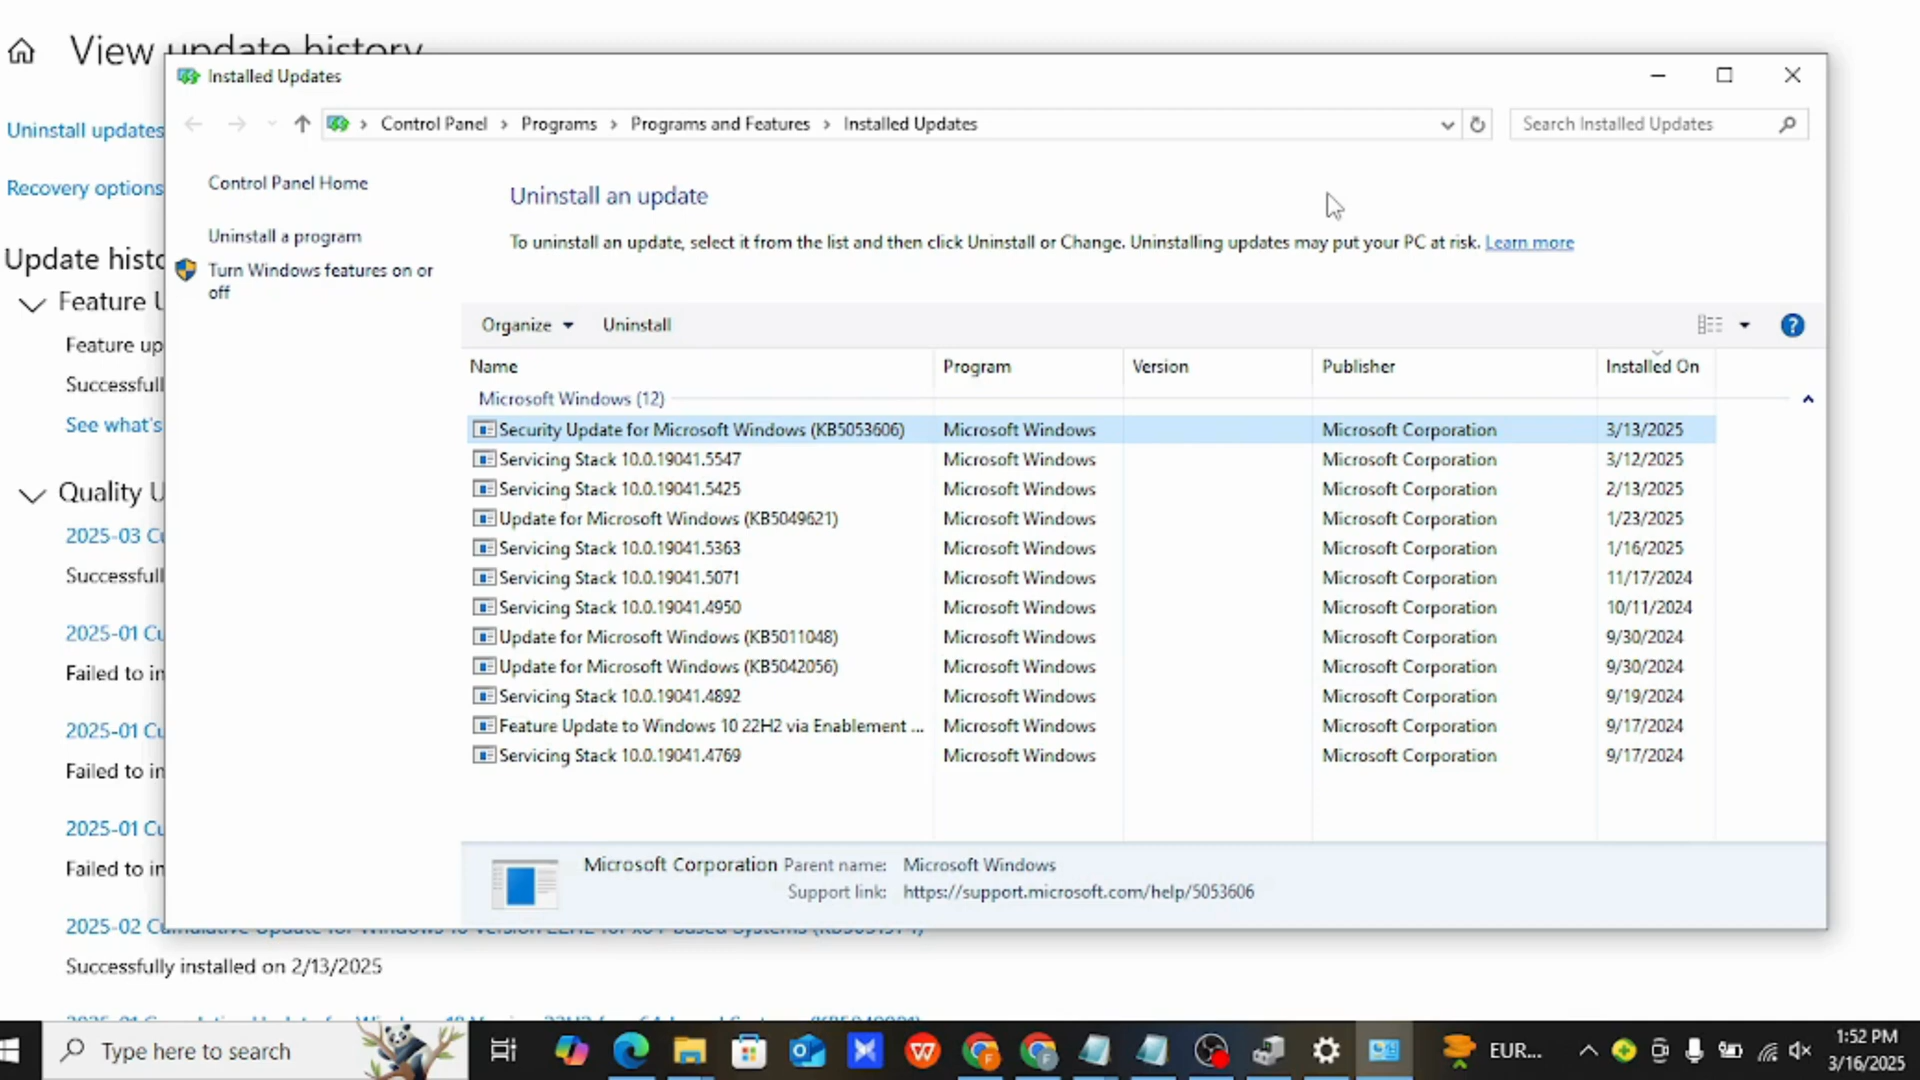 View update history
Installed Updates
Control Panel > Programs > Programs and Features > Installed Updates
Search Installed Updates
Uninstall updates
Recovery options
Update histo
Feature U
Feature up
Successfull
See what's
Quality U
2025-03 Cu
Successfull
2025-01 Cu
Failed to in
2025-01 Cu
Failed to in
2025-01 Cu
Failed to in
Control Panel Home
Uninstall a program
Turn Windows features on or
off
Uninstall an update
To uninstall an update, select it from the list and then click Uninstall or Change. Uninstalling updates may put your PC at risk. Learn more
Organize Uninstall
Name Program Version Publisher Installed On
Microsoft Windows (12)
Security Update for Microsoft Windows (KB5053606) Microsoft Windows Microsoft Corporation 3/13/2025
Servicing Stack 10.0.19041.5547 Microsoft Windows Microsoft Corporation 3/12/2025
Servicing Stack 10.0.19041.5425 Microsoft Windows Microsoft Corporation 2/13/2025
Update for Microsoft Windows (KB5049621) Microsoft Windows Microsoft Corporation 1/23/2025
Servicing Stack 10.0.19041.5363 Microsoft Windows Microsoft Corporation 1/16/2025
Servicing Stack 10.0.19041.5071 Microsoft Windows Microsoft Corporation 11/17/2024
Servicing Stack 10.0.19041.4950 Microsoft Windows Microsoft Corporation 10/11/2024
Update for Microsoft Windows (KB5011048) Microsoft Windows Microsoft Corporation 9/30/2024
Update for Microsoft Windows (KB5042056) Microsoft Windows Microsoft Corporation 9/30/2024
Servicing Stack 10.0.19041.4892 Microsoft Windows Microsoft Corporation 9/19/2024
Feature Update to Windows 10 22H2 via Enablement ... Microsoft Windows Microsoft Corporation 9/17/2024
Servicing Stack 10.0.19041.4769 Microsoft Windows Microsoft Corporation 9/17/2024
Microsoft Corporation Parent name: Microsoft Windows
Support link: https://support.microsoft.com/help/5053606
2025-02 Cumulative Update for Windows 10 Version 22H2 for x64-based Systems
Successfully installed on 2/13/2025
Type here to search
EUR...
1:52 PM
3/16/2025